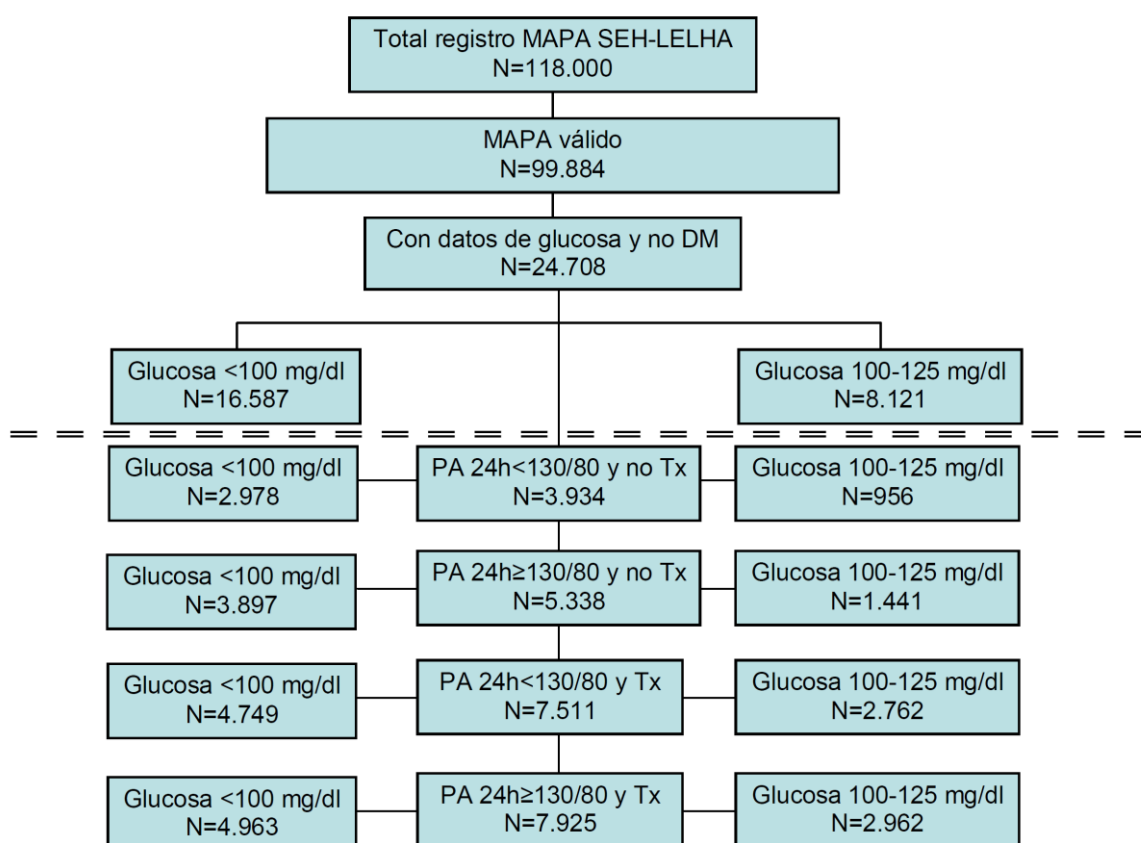 Total registro MAPA SEH-LELHA
N=118.000
MAPA válido
N=99.884
Con datos de glucosa y no DM
N=24.708
Glucosa <100 mg/dl
N=16.587
Glucosa 100-125 mg/dl
N=8.121
Glucosa <100 mg/dl
N=2.978
PA 24h<130/80 y no Tx
N=3.934
Glucosa 100-125 mg/dl
N=956
Glucosa <100 mg/dl
N=3.897
PA 24h≥130/80 y no Tx
N=5.338
Glucosa 100-125 mg/dl
N=1.441
Glucosa <100 mg/dl
N=4.749
PA 24h<130/80 y Tx
N=7.511
Glucosa 100-125 mg/dl
N=2.762
Glucosa <100 mg/dl
N=4.963
PA 24h≥130/80 y Tx
N=7.925
Glucosa 100-125 mg/dl
N=2.962